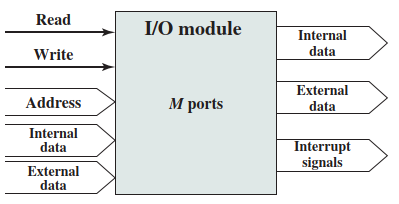 Read
Write
Address
Internal
data
External
data
I/O module
M ports
Internal
data
External
data
Interrupt
signals